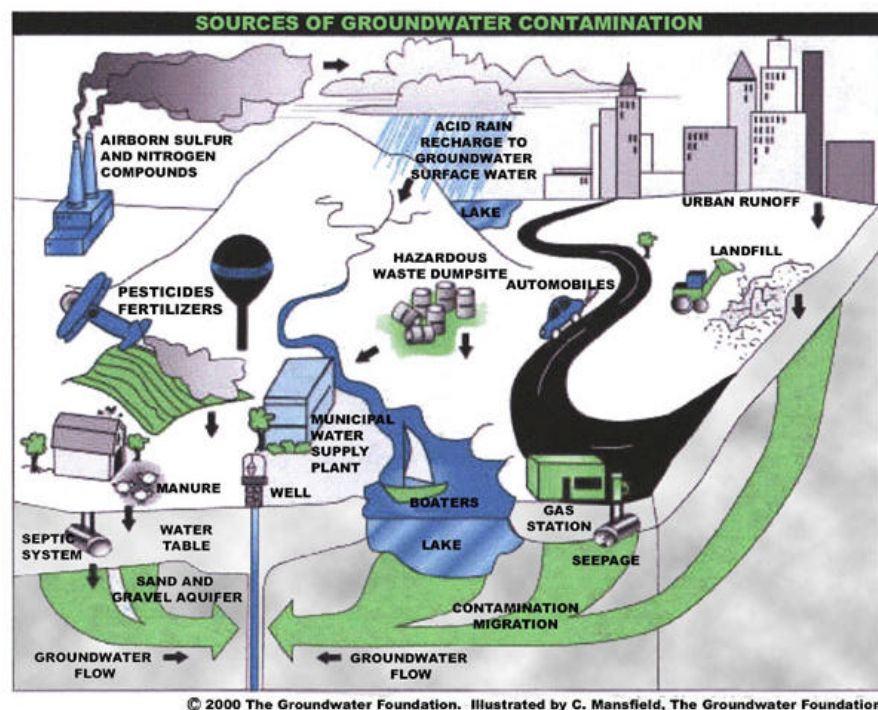 SOURCES OF GROUNDWATER CONTAMINATION
AIRBORN SULFUR
AND NITROGEN
COMPOUNDS
ACID RAIN
RECHARGE TO
GROUNDWATER
SURFACE WATER
LAKE
URBAN RUNOFF
HAZARDOUS
WASTE DUMPSITE
LANDFILL
AUTOMOBILES
PESTICIDES
FERTILIZERS
MUNICIPAL
WATER
SUPPLY
PLANT
MANURE
WELL
BOATERS
GAS
STATION
SEPTIC
SYSTEM
WATER
TABLE
LAKE
SEEPAGE
SAND AND
GRAVEL AQUIFER
CONTAMINATION
MIGRATION
GROUNDWATER
FLOW
GROUNDWATER
FLOW
© 2000 The Groundwater Foundation. Illustrated by C. Mansfield, The Groundwater Foundation